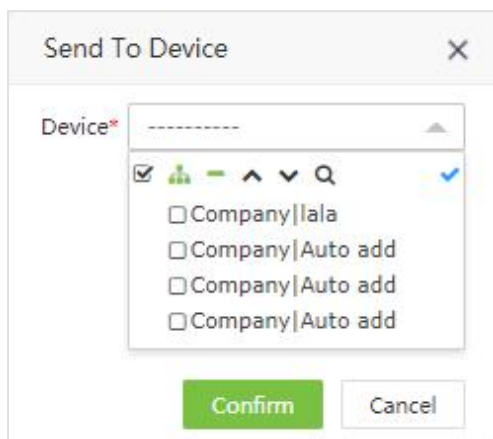 Send To Device
Device* ----------
Company|lala
Company|Auto add
Company|Auto add
Company|Auto add
Confirm Cancel